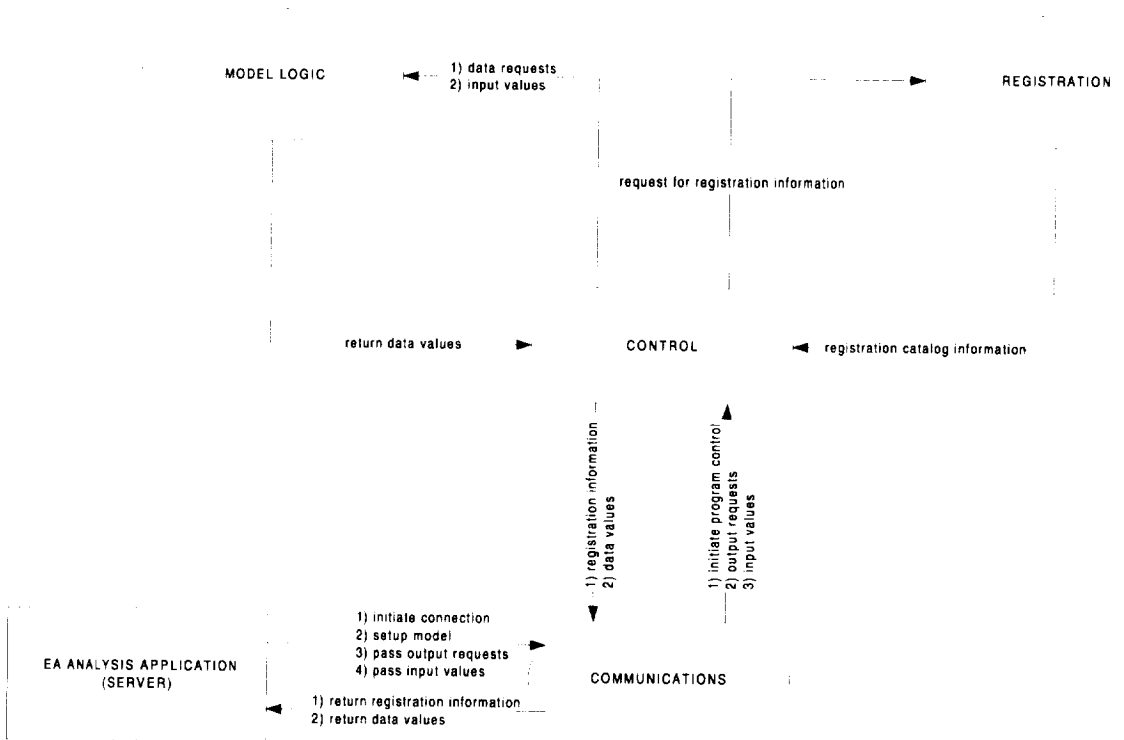 MODEL LOGIC
1) data requests
2) input values
REGISTRATION
request for registration information
return data values
CONTROL
registration catalog information
1) registration information
2) data values
1) initiate program control
2) output requests
3) input values
1) initiate connection
2) setup model
3) pass output requests
4) pass input values
EA ANALYSIS APPLICATION
(SERVER)
COMMUNICATIONS
1) return registration information
2) return data values